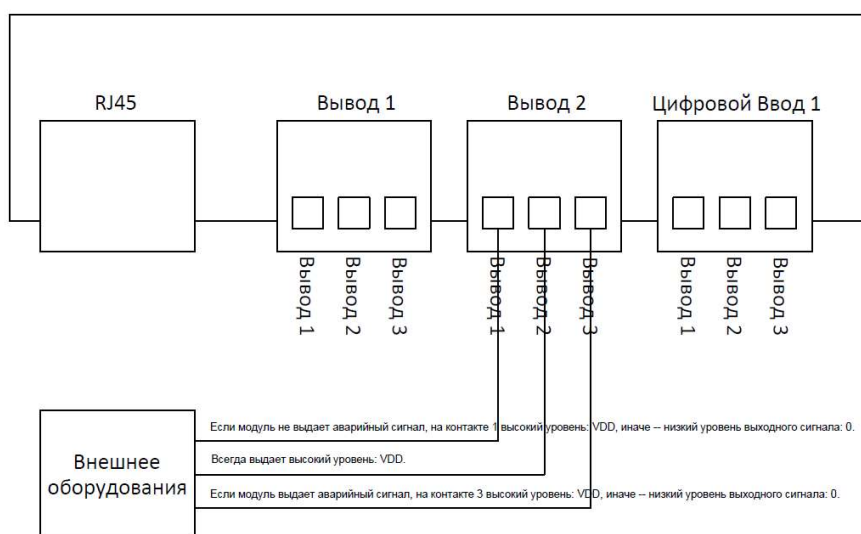 RJ45
Вывод 1
Вывод 2
Цифровой Ввод 1
Вывод 1
Вывод 2
Вывод 3
Вывод 1
Вывод 2
Вывод 3
Вывод 1
Вывод 2
Вывод 3
Внешнее
оборудования
Если модуль не выдает аварийный сигнал, на контакте 1 высокий уровень: VDD, иначе -- низкий уровень выходного сигнала: 0.
Всегда выдает высокий уровень: VDD.
Если модуль выдает аварийный сигнал, на контакте 3 высокий уровень: VDD, иначе -- низкий уровень выходного сигнала: 0.